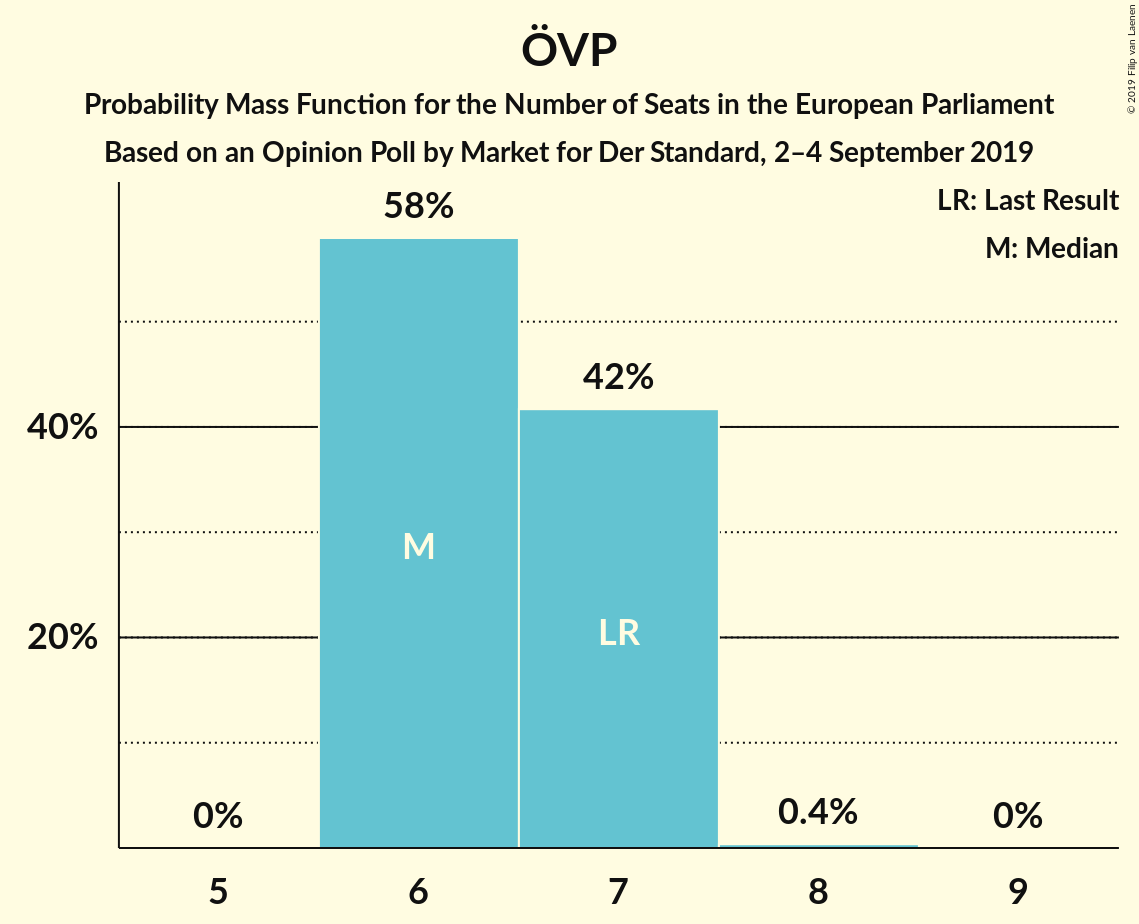 ÖVP
Probability Mass Function for the Number of Seats in the European Parliament
Based on an Opinion Poll by Market for Der Standard, 2–4 September 2019
© 2019 Filip van Laenen
LR: Last Result
M: Median
58%
42%
40%
M
LR
20%
0%
0.4%
0%
5 6 7 8 9